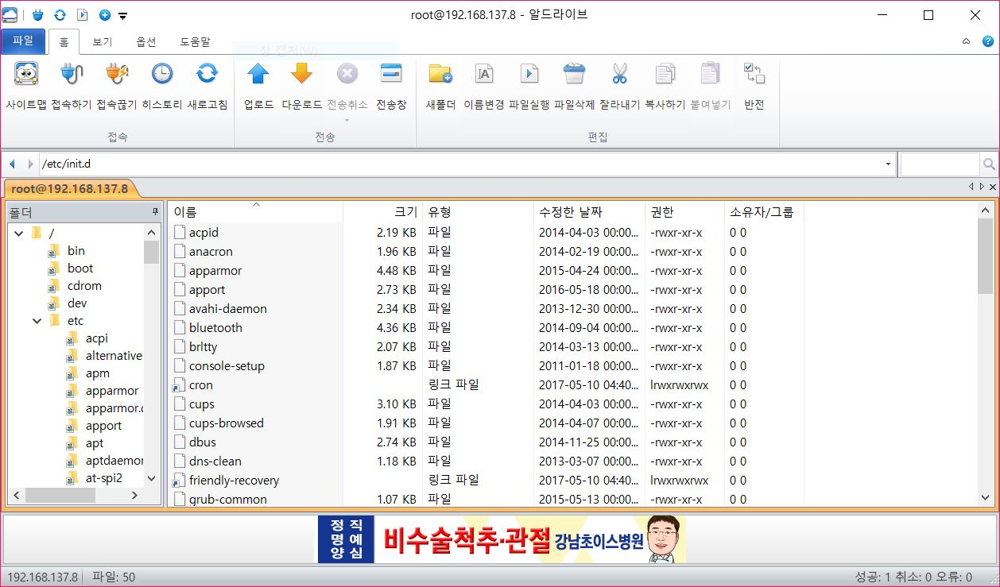 root@192.168.137.8 - 알드라이브
파일 홈 보기 옵션 도움말
창 캡처(W)
사이트맵 접속하기 접속끊기 히스토리 새로고침 업로드 다운로드 전송취소 전송창 새폴더 이름변경 파일실행 파일삭제 잘라내기 복사하기 붙여넣기 반전
접속 전송 편집
/etc/init.d
root@192.168.137.8
폴더
/
bin
boot
cdrom
dev
etc
acpi
alternative
apm
apparmor
apparmor.c
apport
apt
aptdaemon
at-spi2
이름 크기 유형 수정한 날짜 권한 소유자/그룹
acpid 2.19 KB 파일 2014-04-03 00:00... -rwxr-xr-x 0 0
anacron 1.96 KB 파일 2014-02-19 00:00... -rwxr-xr-x 0 0
apparmor 4.48 KB 파일 2015-04-24 00:00... -rwxr-xr-x 0 0
apport 2.73 KB 파일 2016-05-18 00:00... -rwxr-xr-x 0 0
avahi-daemon 2.34 KB 파일 2013-12-30 00:00... -rwxr-xr-x 0 0
bluetooth 4.36 KB 파일 2014-09-04 00:00... -rwxr-xr-x 0 0
brltty 2.07 KB 파일 2014-03-13 00:00... -rwxr-xr-x 0 0
console-setup 1.87 KB 파일 2011-01-18 00:00... -rwxr-xr-x 0 0
cron 링크 파일 2017-05-10 04:40... lrwxrwxrwx 0 0
cups 3.10 KB 파일 2014-04-03 00:00... -rwxr-xr-x 0 0
cups-browsed 1.91 KB 파일 2014-04-07 00:00... -rwxr-xr-x 0 0
dbus 2.74 KB 파일 2014-11-25 00:00... -rwxr-xr-x 0 0
dns-clean 1.18 KB 파일 2013-03-07 00:00... -rwxr-xr-x 0 0
friendly-recovery 링크 파일 2017-05-10 04:40... lrwxrwxrwx 0 0
grub-common 1.07 KB 파일 2015-05-13 00:00... -rwxr-xr-x 0 0
정직
명예
양심
비수술척추·관절 강남초이스병원
192.168.137.8 파일: 50 성공: 1 취소: 0 오류: 0